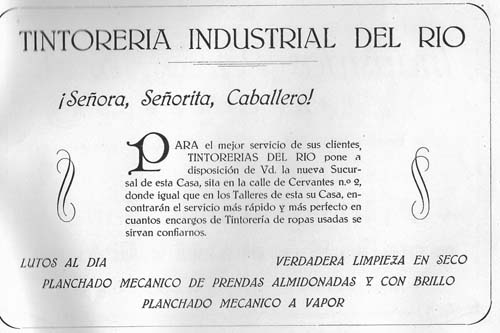 TINTORERIA INDUSTRIAL DEL RIO
¡Señora, Señorita, Caballero!
PARA el mejor servicio de sus clientes,
TINTORERIAS DEL RIO pone a
disposición de Vd. la nueva Sucur-
sal de esta Casa, sita en la calle de Cervantes n.º 2,
donde igual que en los Talleres de esta su Casa, en-
contrarán el servicio más rápido y más perfecto en
cuantos encargos de Tintorería de ropas usadas se
sirvan confiarnos.
LUTOS AL DIA
VERDADERA LIMPIEZA EN SECO
PLANCHADO MECANICO DE PRENDAS ALMIDONADAS Y CON BRILLO
PLANCHADO MECANICO A VAPOR